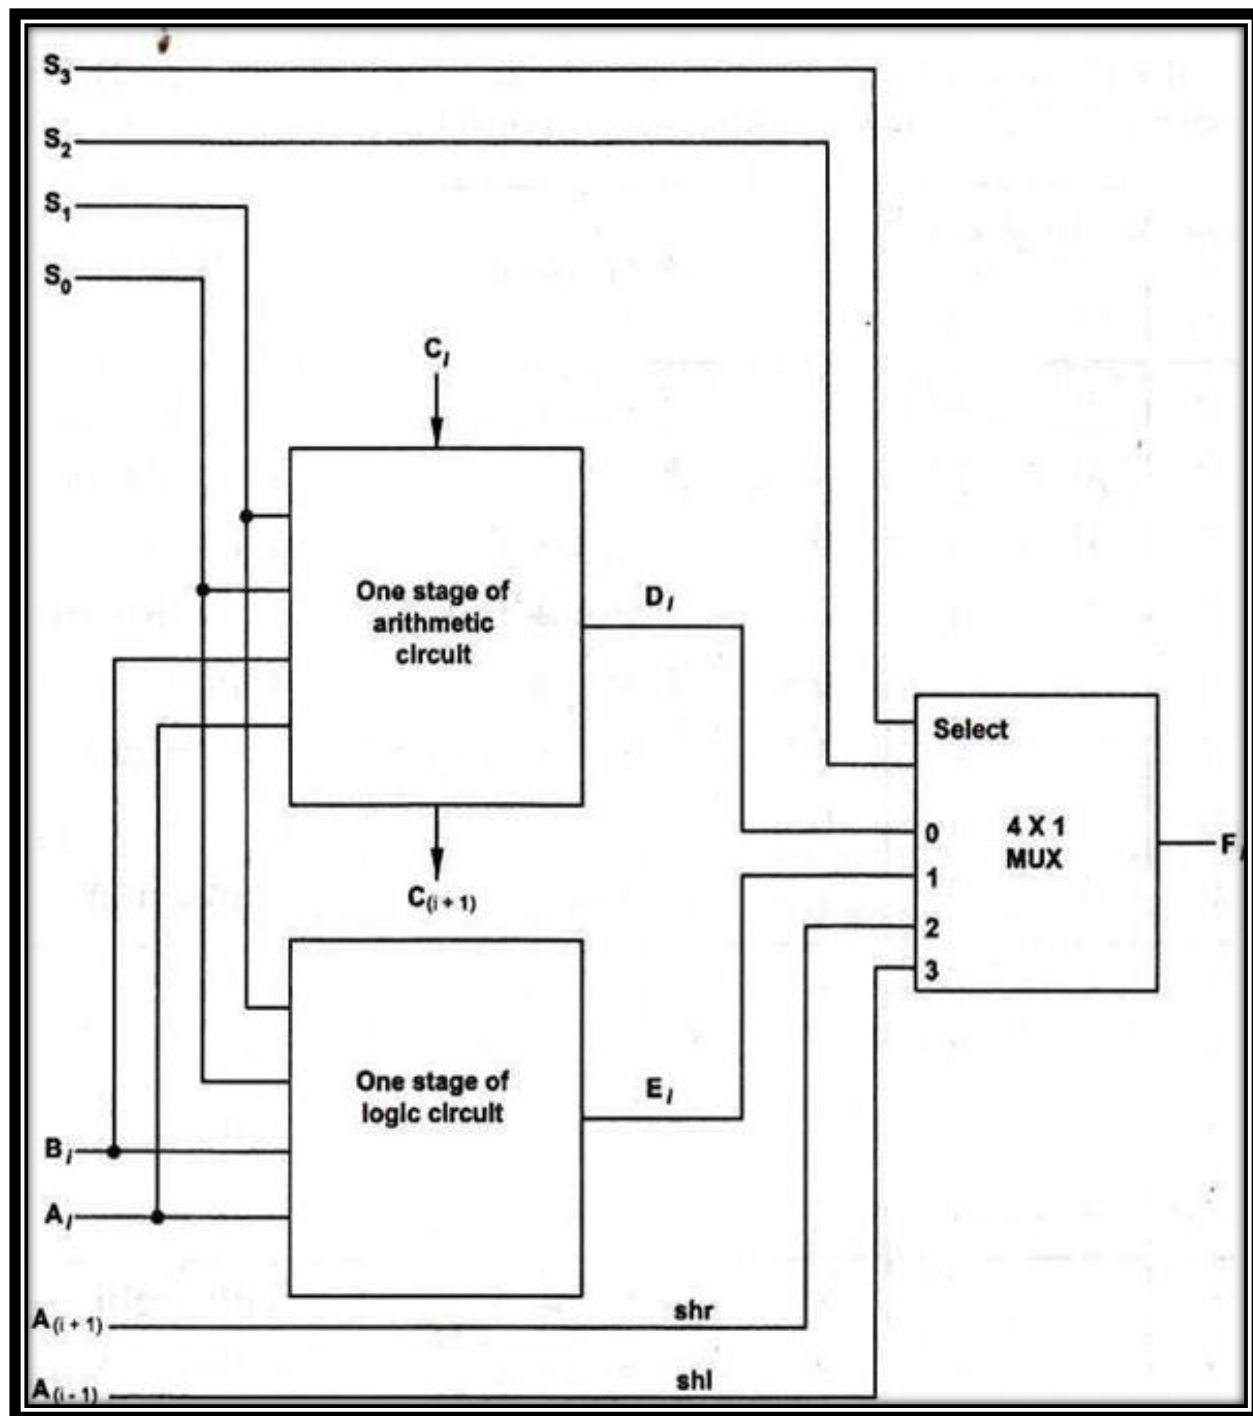 S₃
S₂
S₁
S₀
Cᵢ
One stage of
arithmetic
circuit
Dᵢ
Select
0
4 X 1
MUX
Fᵢ
1
2
3
C₍ᵢ ₊ ₁₎
One stage of
logic circuit
Eᵢ
Bᵢ
Aᵢ
A₍ᵢ ₊ ₁₎
shr
A₍ᵢ ₋ ₁₎
shl